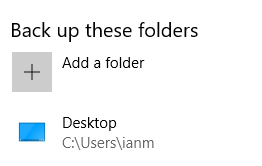 Back up these folders
Add a folder
Desktop
C:\Users\ianm